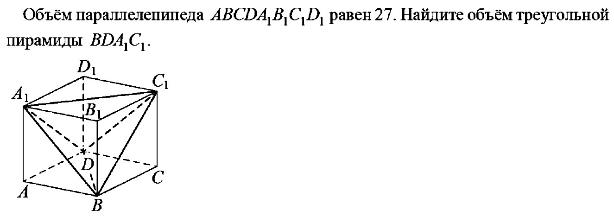 Объём параллелепипеда ABCDA₁B₁C₁D₁ равен 27. Найдите объём треугольной
пирамиды BDA₁C₁.
D₁
C₁
A₁
B₁
D
C
A
B